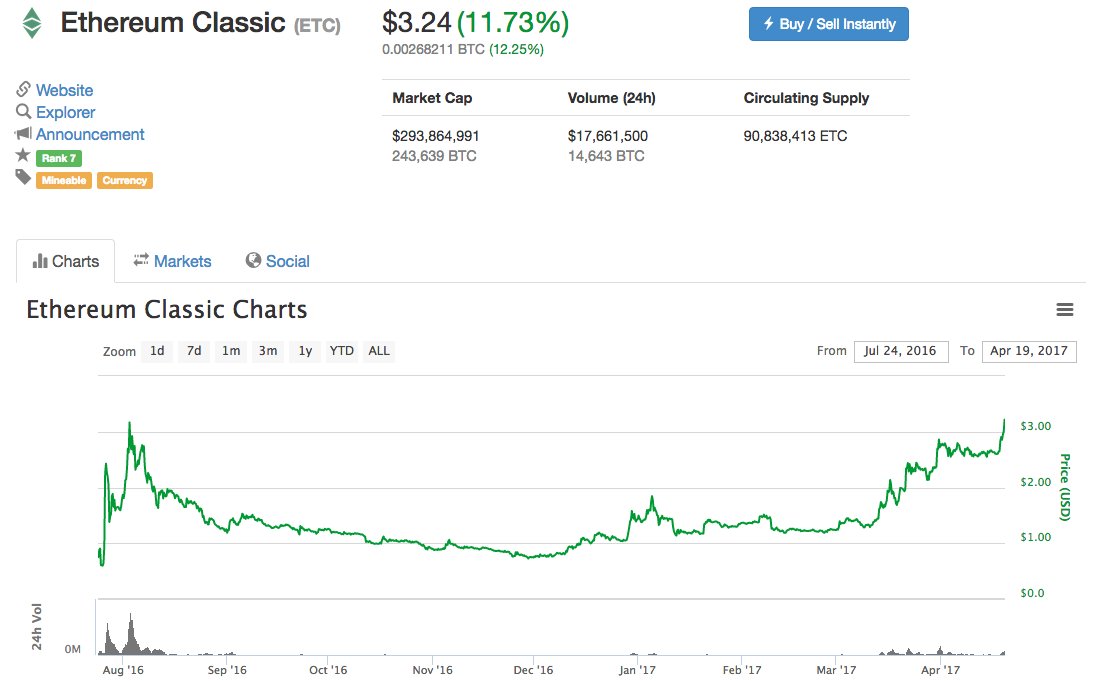 Ethereum Classic (ETC)
$3.24 (11.73%)
0.00268211 BTC (12.25%)
Buy / Sell Instantly
Website
Explorer
Announcement
Rank 7
Mineable Currency
Market Cap Volume (24h) Circulating Supply
$293,864,991 $17,661,500 90,838,413 ETC
243,639 BTC 14,643 BTC
Charts Markets Social
Ethereum Classic Charts
Zoom 1d 7d 1m 3m 1y YTD ALL
From Jul 24, 2016 To Apr 19, 2017
$3.00
$2.00
$1.00
$0.0
Price (USD)
24h Vol
0M
Aug '16 Sep '16 Oct '16 Nov '16 Dec '16 Jan '17 Feb '17 Mar '17 Apr '17